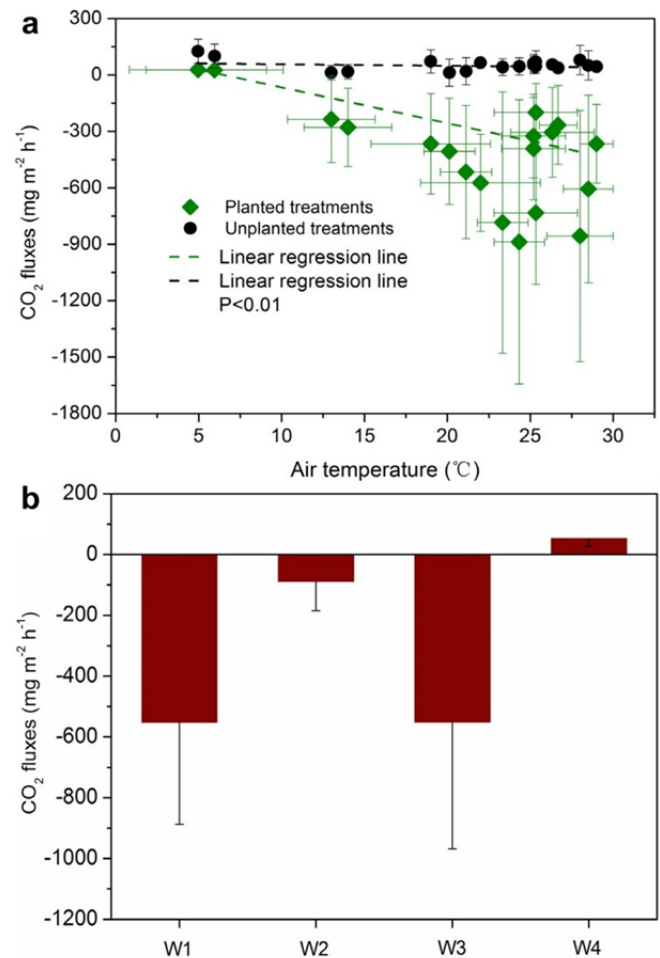 a
300
0
-300
-600
-900
-1200
-1500
-1800
CO2 fluxes (mg m-2 h-1)
Planted treatments
Unplanted treatments
Linear regression line
Linear regression line
P<0.01
0 5 10 15 20 25 30
Air temperature (℃)
b
200
0
-200
-400
-600
-800
-1000
-1200
CO2 fluxes (mg m-2 h-1)
W1 W2 W3 W4